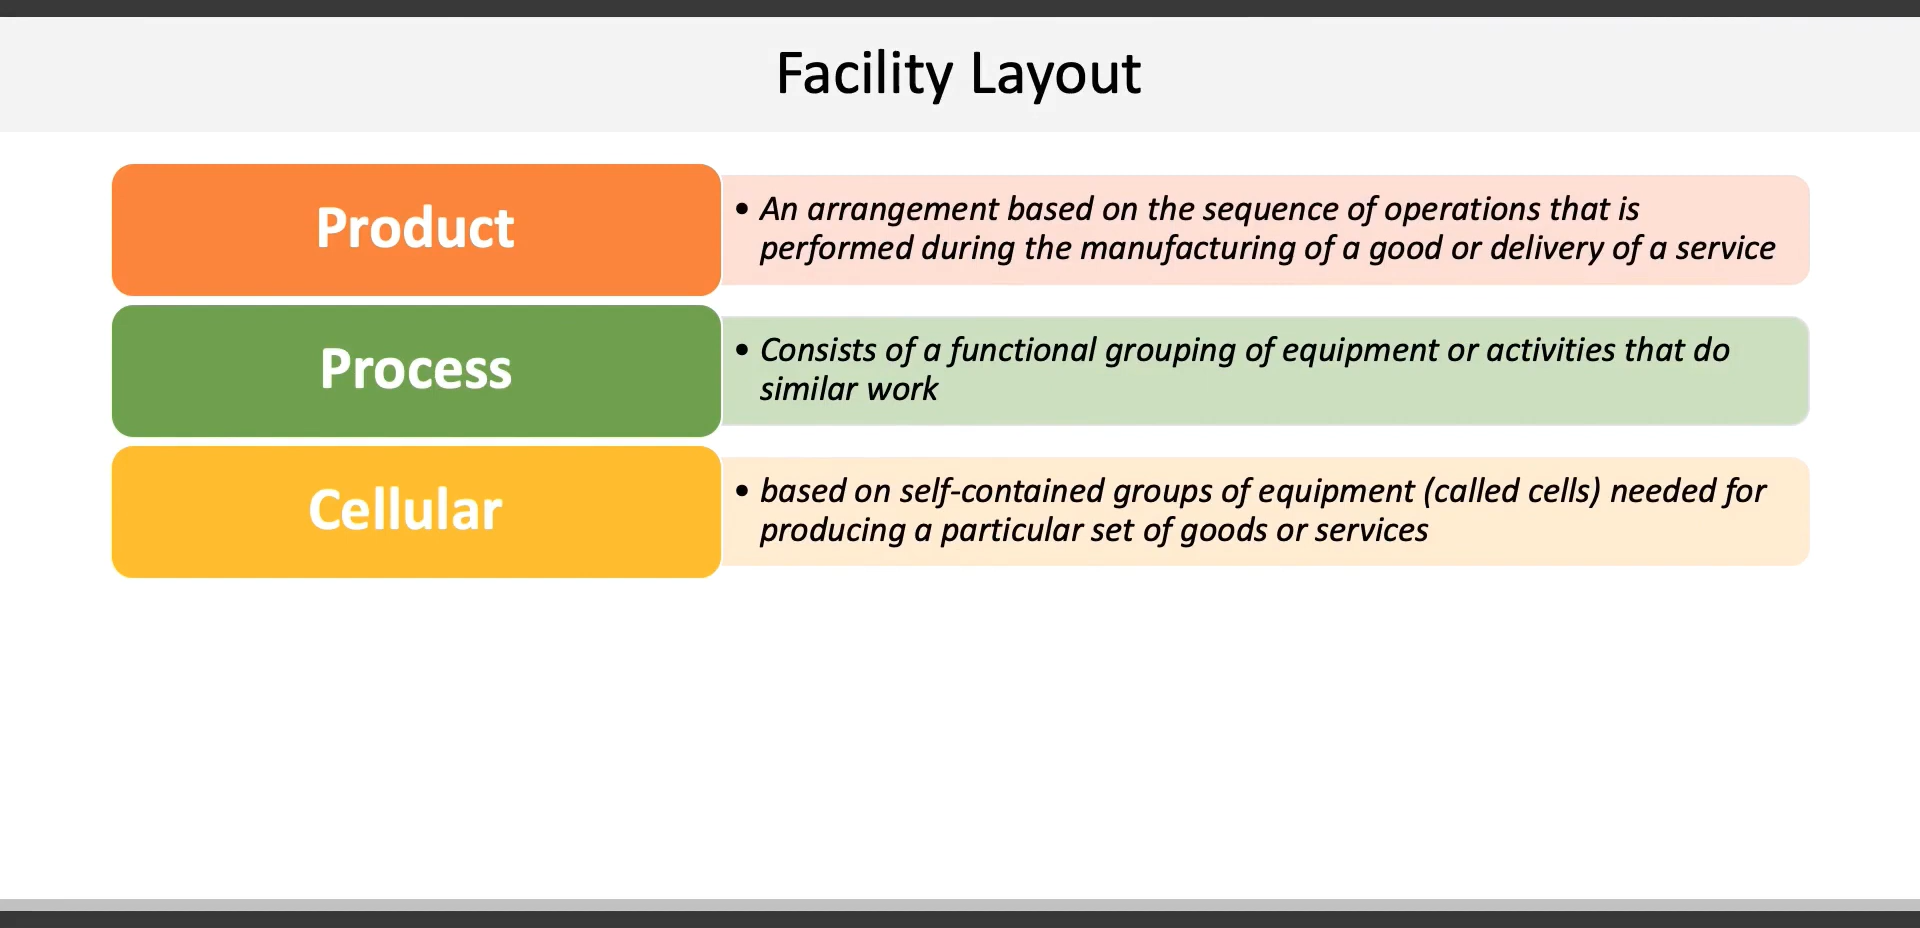 Facility Layout
Product
• An arrangement based on the sequence of operations that is
performed during the manufacturing of a good or delivery of a service
Process
• Consists of a functional grouping of equipment or activities that do
similar work
Cellular
• based on self-contained groups of equipment (called cells) needed for
producing a particular set of goods or services